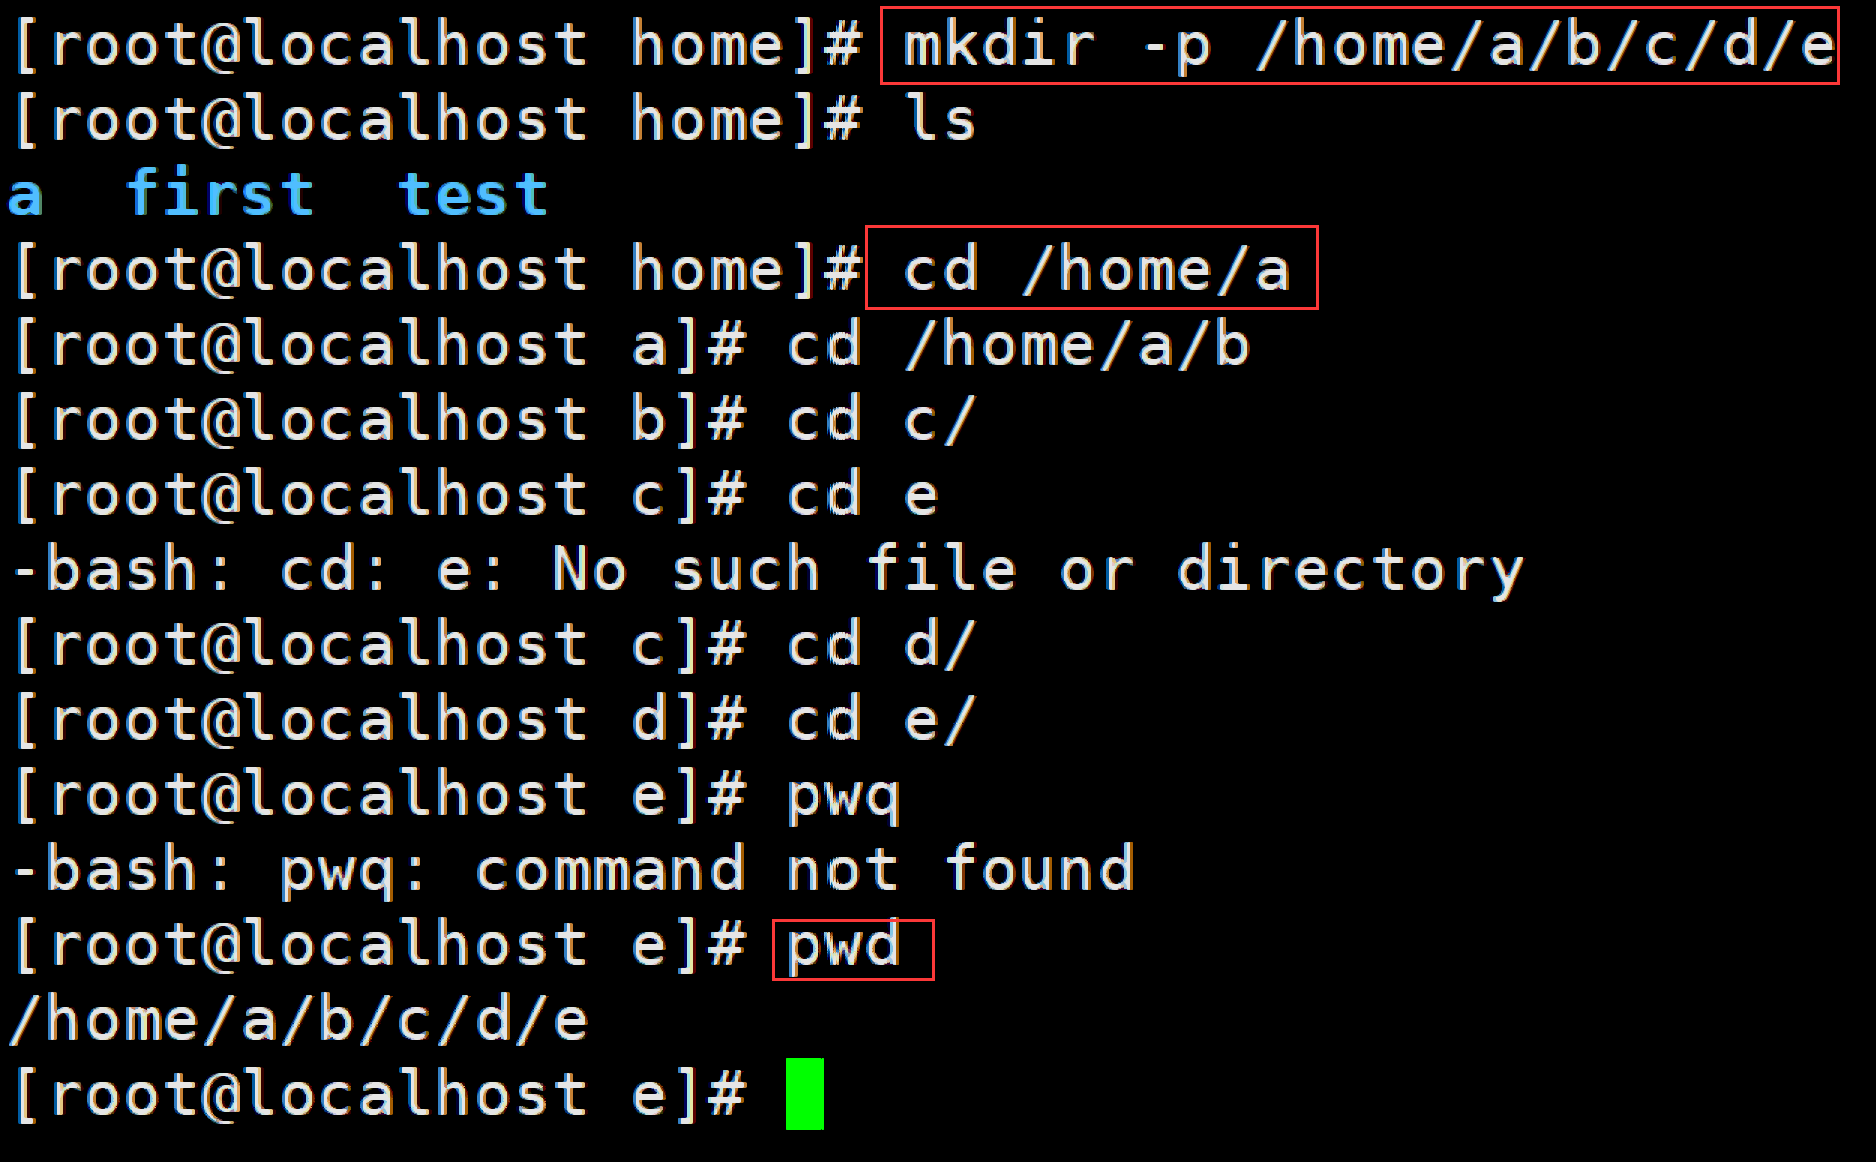 [root@localhost home]# mkdir -p /home/a/b/c/d/e
[root@localhost home]# ls
a  first  test
[root@localhost home]# cd /home/a
[root@localhost a]# cd /home/a/b
[root@localhost b]# cd c/
[root@localhost c]# cd e
-bash: cd: e: No such file or directory
[root@localhost c]# cd d/
[root@localhost d]# cd e/
[root@localhost e]# pwq
-bash: pwq: command not found
[root@localhost e]# pwd
/home/a/b/c/d/e
[root@localhost e]#